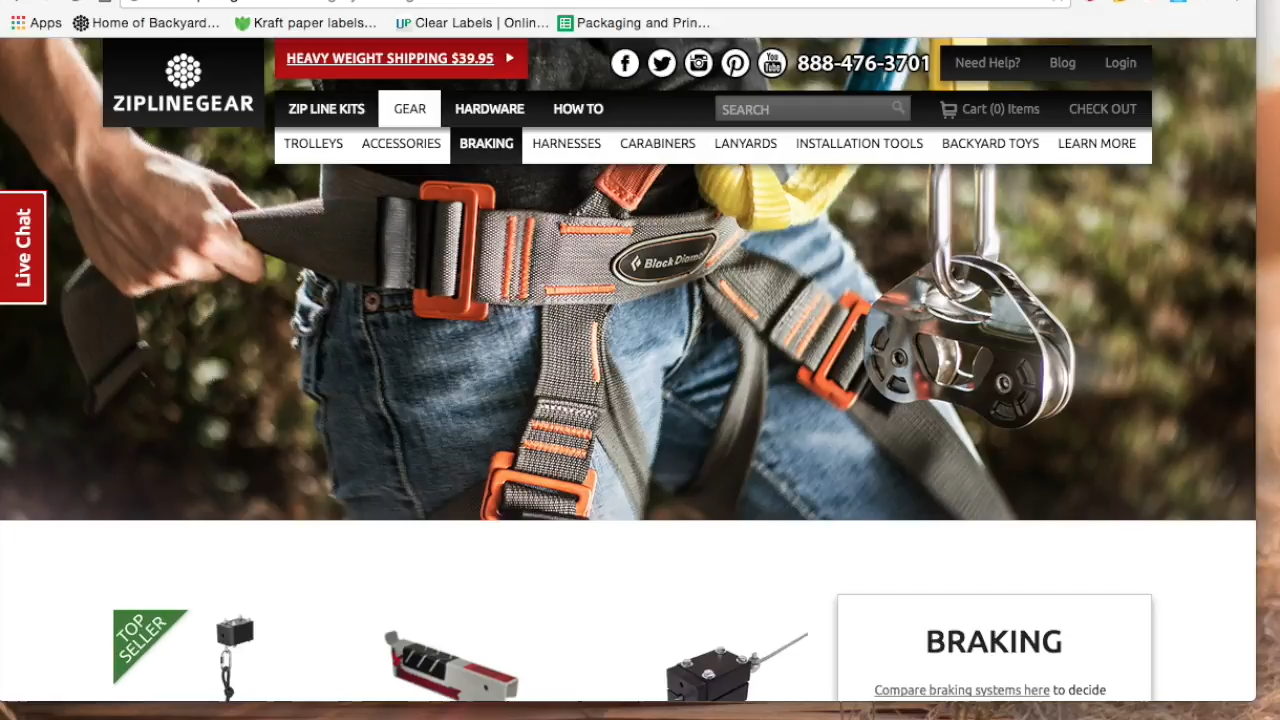 Apps
Home of Backyard...
Kraft paper labels...
UP Clear Labels | Onlin...
Packaging and Prin...
ZIPLINEGEAR
HEAVY WEIGHT SHIPPING $39.95
You Tube
888-476-3701
Need Help?
Blog
Login
ZIP LINE KITS
GEAR
HARDWARE
HOW TO
SEARCH
Cart (0) Items
CHECK OUT
TROLLEYS
ACCESSORIES
BRAKING
HARNESSES
CARABINERS
LANYARDS
INSTALLATION TOOLS
BACKYARD TOYS
LEARN MORE
Live Chat
Black Diamond
TOP
SELLER
BRAKING
Compare braking systems here to decide